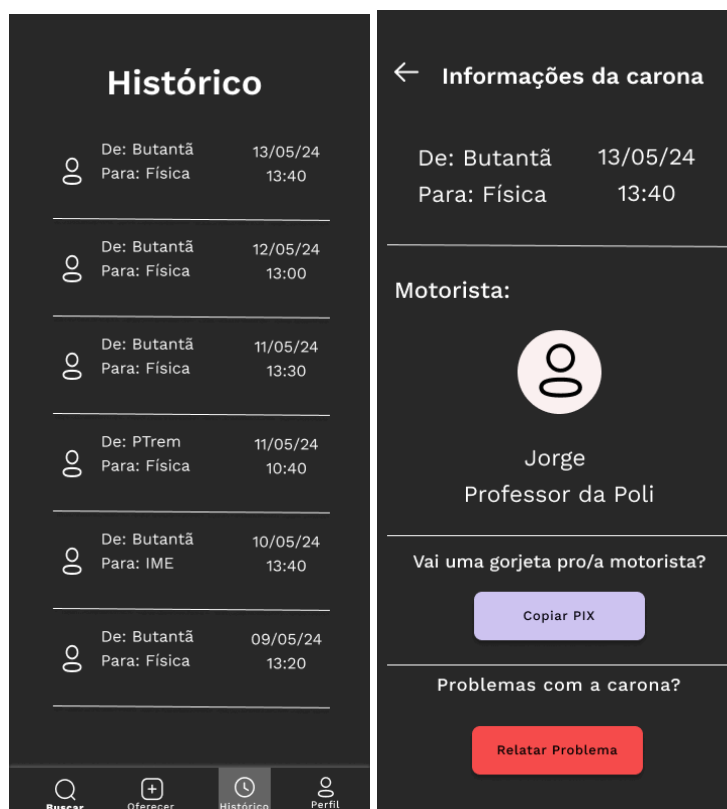 Histórico
De: Butantã 13/05/24
Para: Física 13:40
De: Butantã 12/05/24
Para: Física 13:00
De: Butantã 11/05/24
Para: Física 13:30
De: PTrem 11/05/24
Para: Física 10:40
De: Butantã 10/05/24
Para: IME 13:40
De: Butantã 09/05/24
Para: Física 13:20
Buscar Oferecer Histórico Perfil
Informações da carona
De: Butantã 13/05/24
Para: Física 13:40
Motorista:
Jorge
Professor da Poli
Vai uma gorjeta pro/a motorista?
Copiar PIX
Problemas com a carona?
Relatar Problema